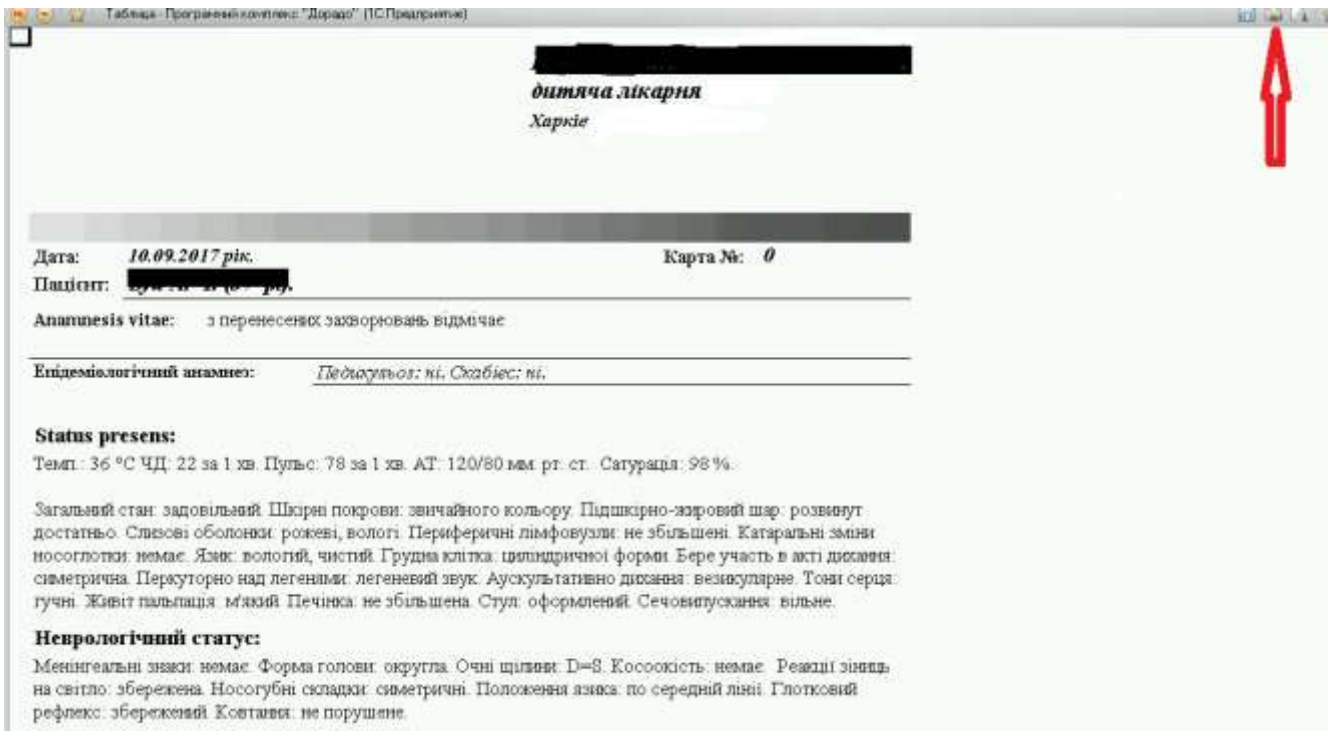 Таблица - Програмний комплекс "Дорадо" (1С:Предприятие)
дитяча лікарня
Харків
Дата: 10.09.2017 рік. Карта №: 0
Пацієнт:
Anamnesis vitae: з перенесених захворювань відмічає
Епідеміологічний анамнез: Педикульоз: ні. Скабієс: ні.
Status presens:
Темп.: 36 °C ЧД: 22 за 1 хв. Пульс: 78 за 1 хв. АТ: 120/80 мм. рт. ст. Сатурація: 98 %.
Загальний стан: задовільний. Шкірні покрови: звичайного кольору. Підшкірно-жировий шар: розвинут
достатньо. Слизові оболонки: рожеві, вологі. Периферичні лімфовузли: не збільшені. Катаральні зміни
носоглотки: немає. Язик: вологий, чистий. Грудна клітка: циліндричної форми. Бере участь в акті дихання:
симетрична. Перкуторно над легенями: легеневий звук. Аускультативно дихання: везикулярне. Тони серця:
гучні. Живіт пальпація: м'який. Печінка: не збільшена. Стул: оформлений. Сечовипускання: вільне.
Неврологічний статус:
Менінгеальні знаки: немає. Форма голови: округла. Очні щілини: D=S. Косоокість: немає. Реакції зіниць
на світло: збережена. Носогубні складки: симетричні. Положення язика: по середній лінії. Глотковий
рефлекс: збережений. Ковтання: не порушене.